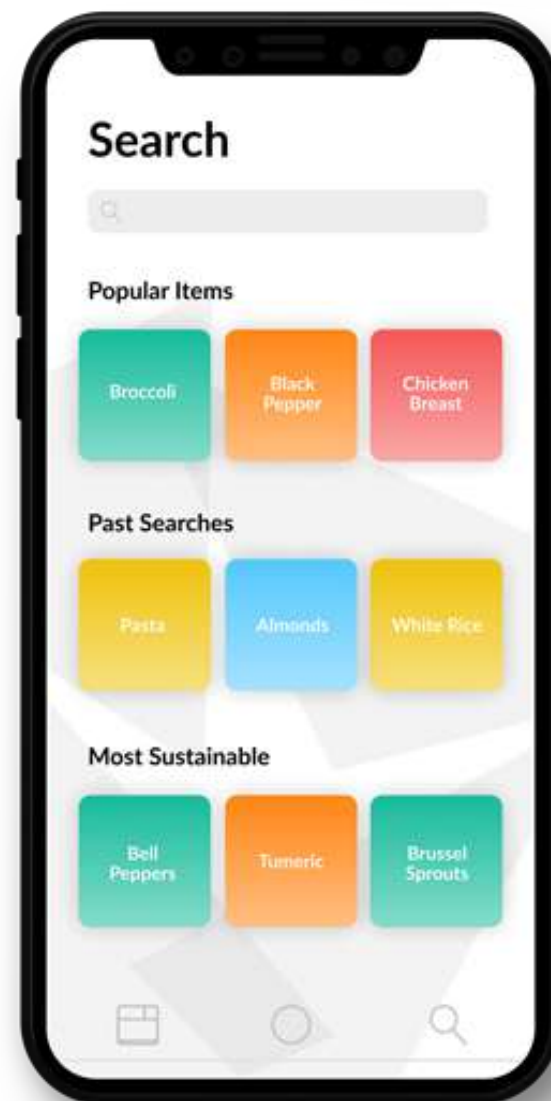 Search
Popular Items
Broccoli
Black
Pepper
Chicken
Breast
Past Searches
Pasta
Almonds
White Rice
Most Sustainable
Bell
Peppers
Tumeric
Brussel
Sprouts